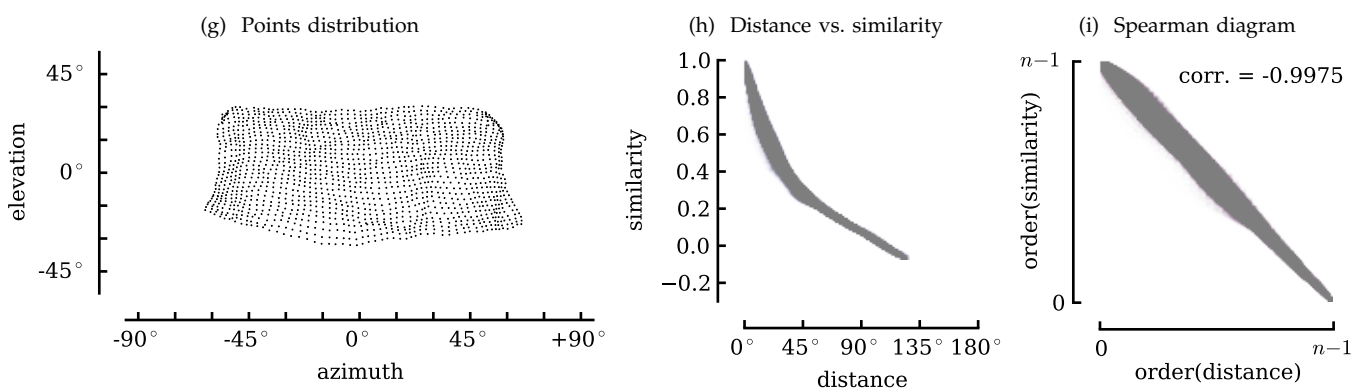 (g) Points distribution
45°
0°
-45°
elevation
-90°
-45°
0°
45°
+90°
azimuth
(h) Distance vs. similarity
1.0
0.8
0.6
0.4
0.2
0.0
−0.2
similarity
0°
45°
90°
135°
180°
distance
(i) Spearman diagram
n−1
corr. = -0.9975
0
order(similarity)
0
n−1
order(distance)